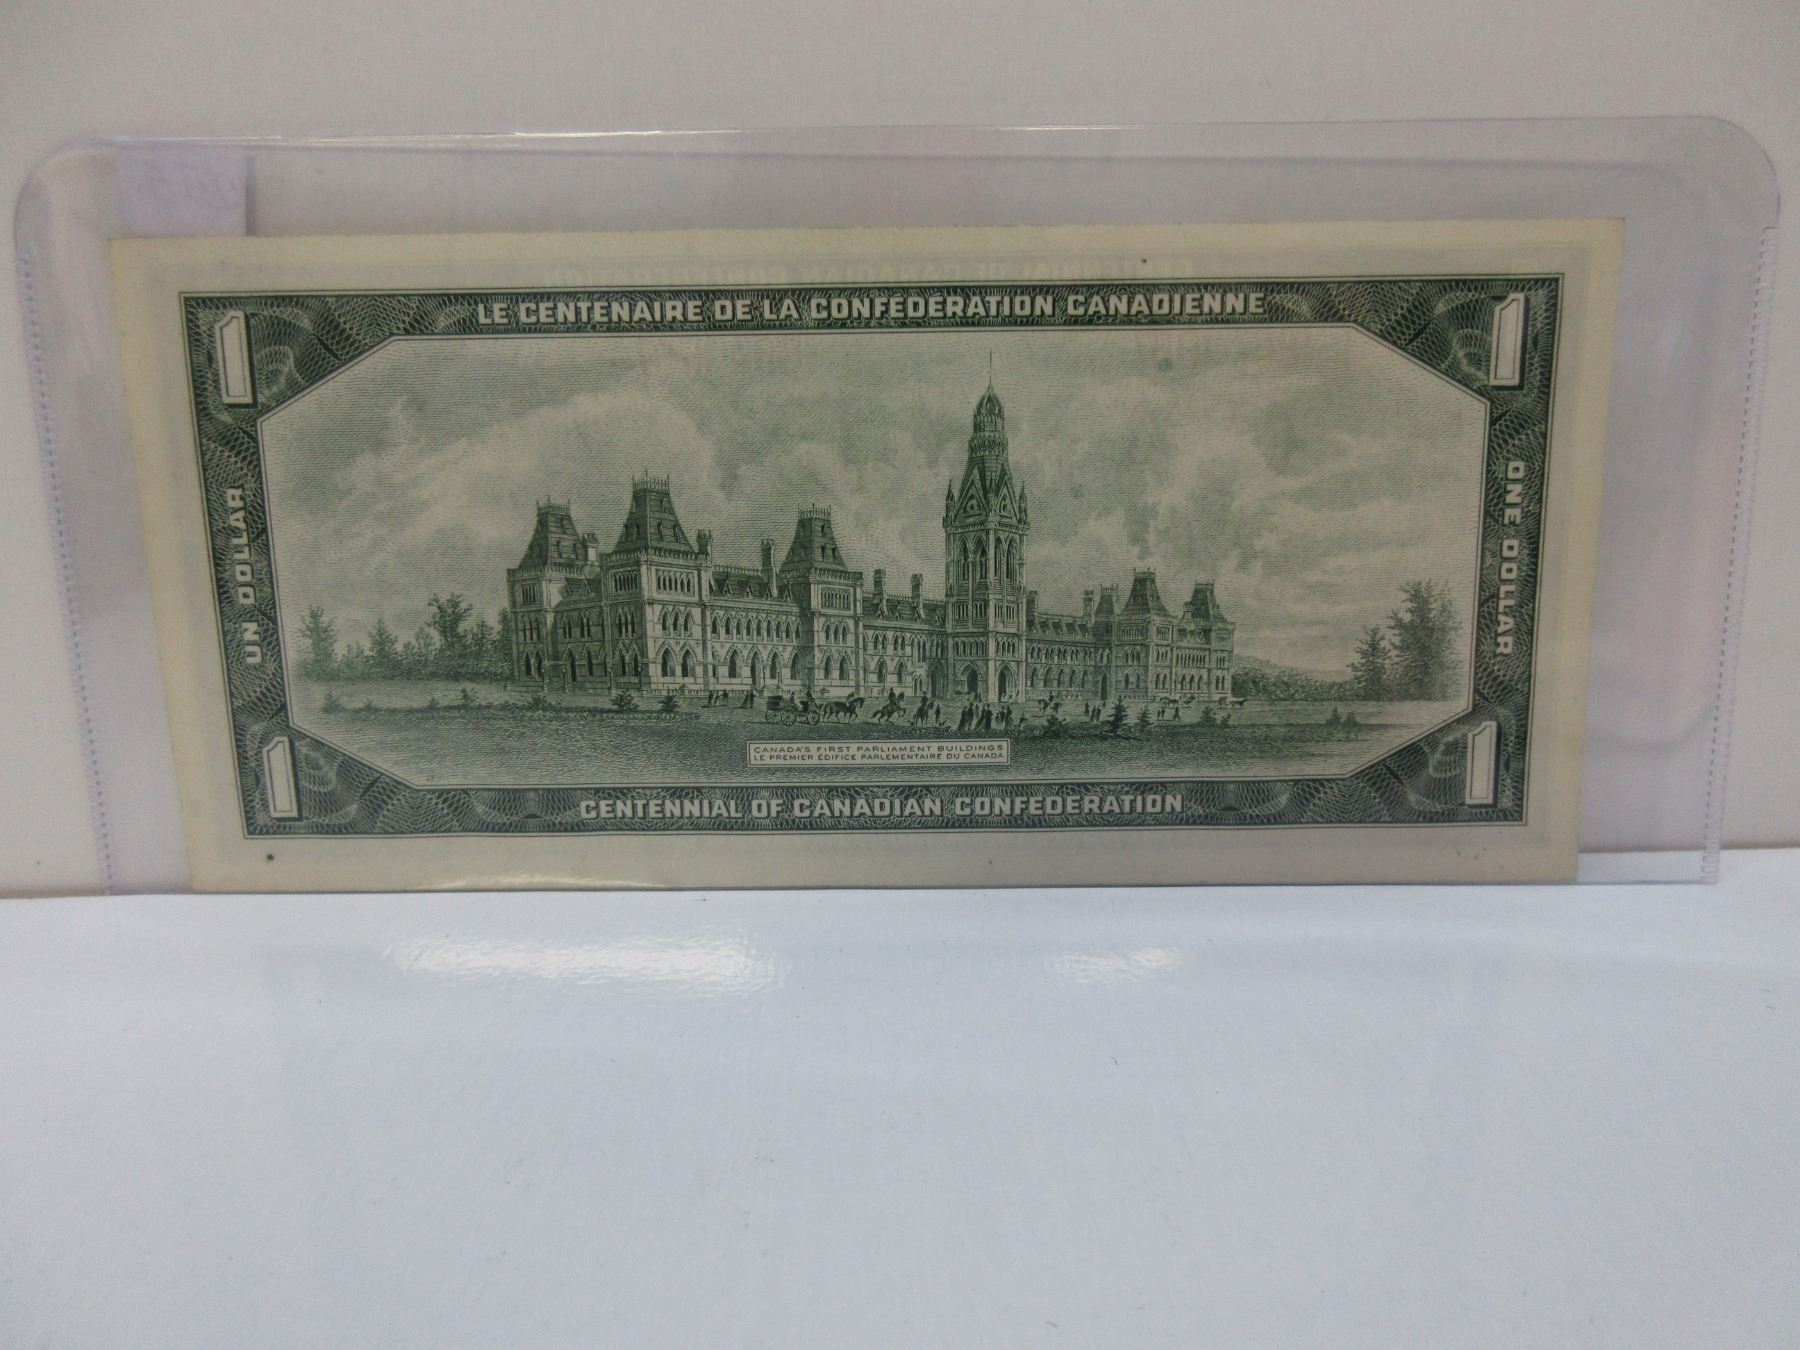 LE CENTENAIRE DE LA CONFEDERATION CANADIENNE
1
1
UN DOLLAR
ONE DOLLAR
CANADA'S FIRST PARLIAMENT BUILDINGS
LE PREMIER EDIFICE PARLEMENTAIRE DU CANADA
1
1
CENTENNIAL OF CANADIAN CONFEDERATION